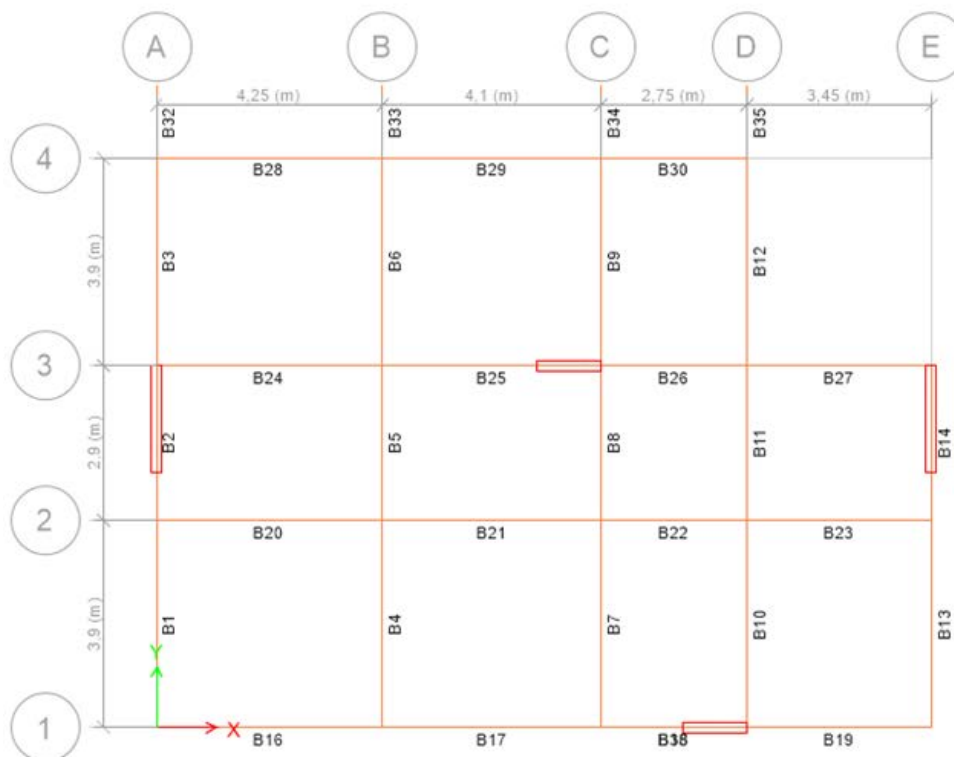 A B C D E
4,25 (m) 4,1 (m) 2,75 (m) 3,45 (m)
B32 B33 B34 B35
4
B28 B29 B30
3,9 (m) B3 B6 B9 B12
3
B24 B25 B26 B27
2,9 (m) B2 B5 B8 B11 B14
2
B20 B21 B22 B23
3,9 (m) B1 B4 B7 B10 B13
Y
1
X
B16 B17 B19